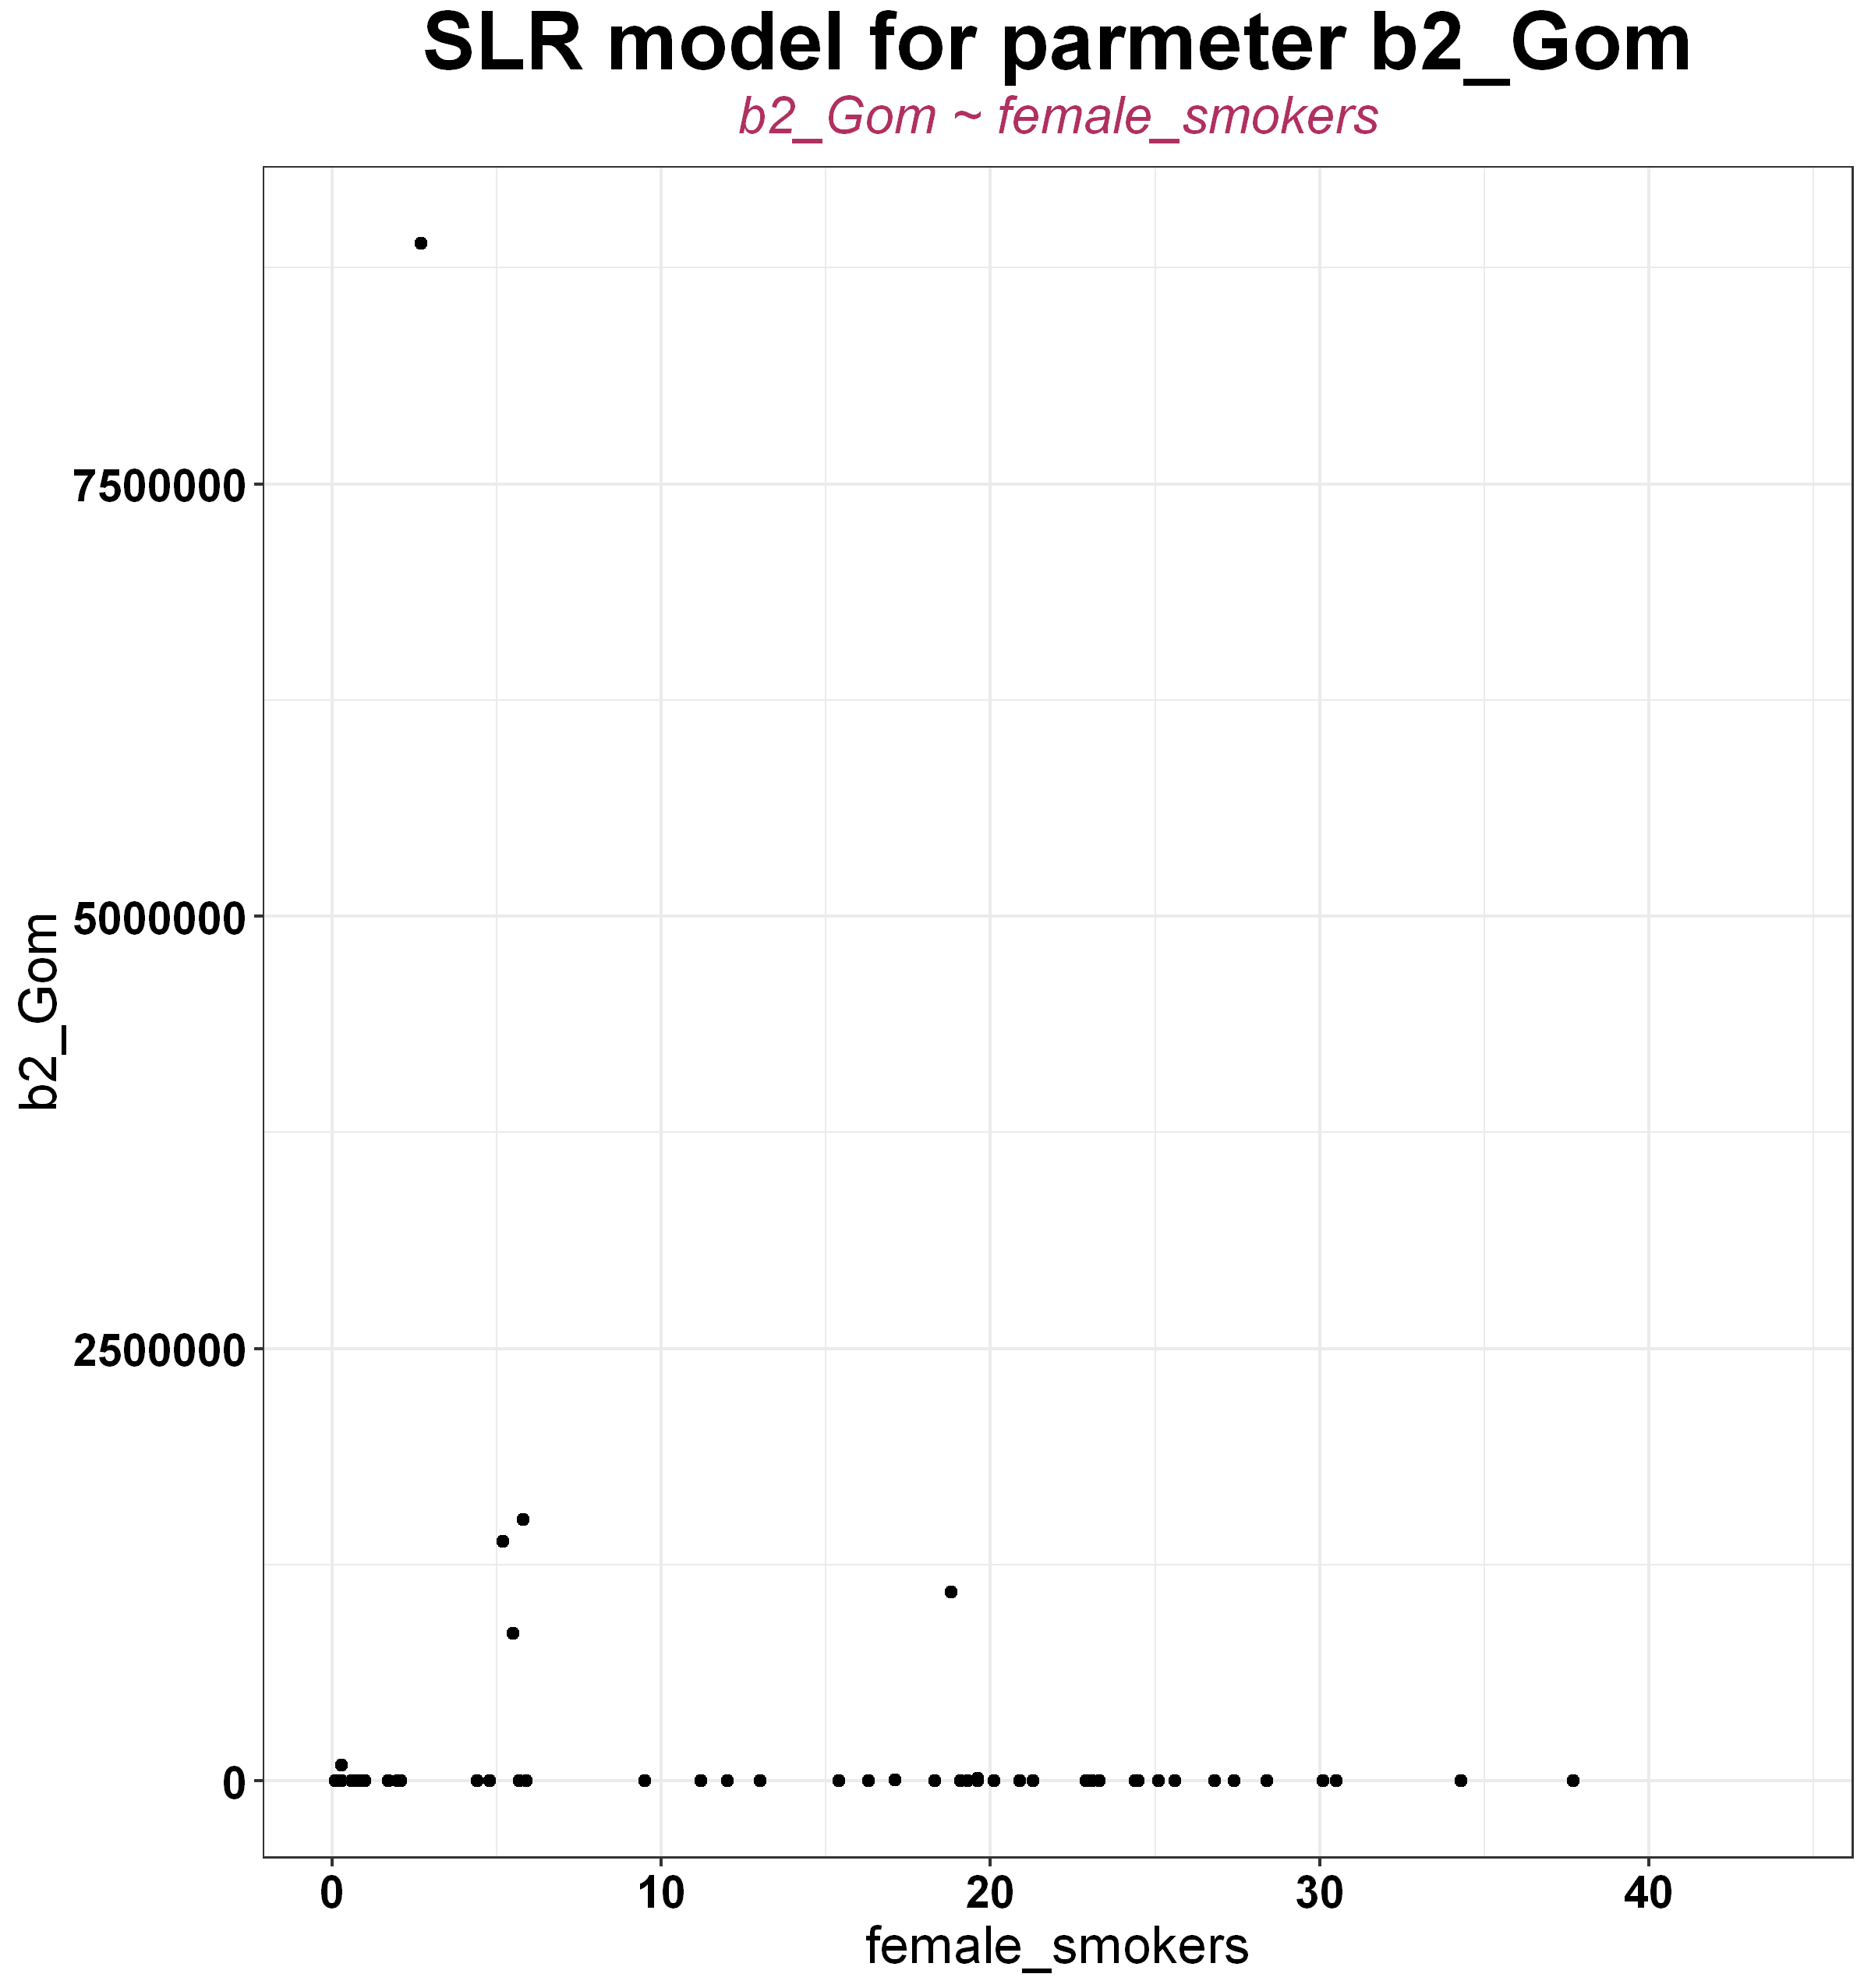 SLR model for parmeter b2_Gom
b2_Gom ~ female_smokers
7500000
5000000
2500000
0
b2_Gom
0 10 20 30 40
female_smokers